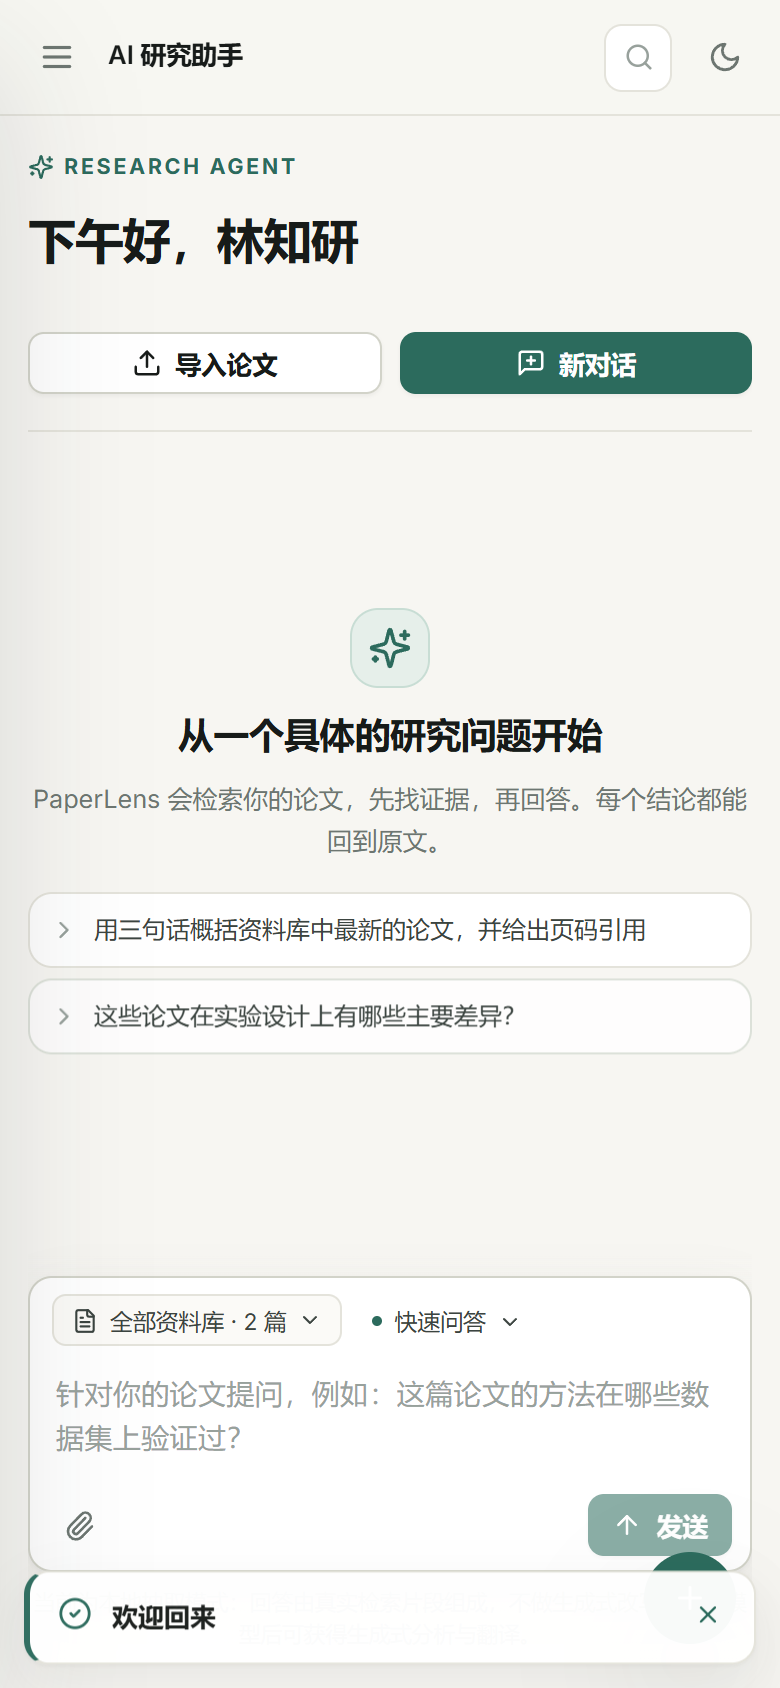 AI 研究助手
RESEARCH AGENT
下午好，林知研
导入论文
新对话
从一个具体的研究问题开始
PaperLens 会检索你的论文，先找证据，再回答。每个结论都能
回到原文。
用三句话概括资料库中最新的论文，并给出页码引用
这些论文在实验设计上有哪些主要差异？
全部资料库 · 2 篇
快速问答
针对你的论文提问，例如：这篇论文的方法在哪些数
据集上验证过？
发送
欢迎回来